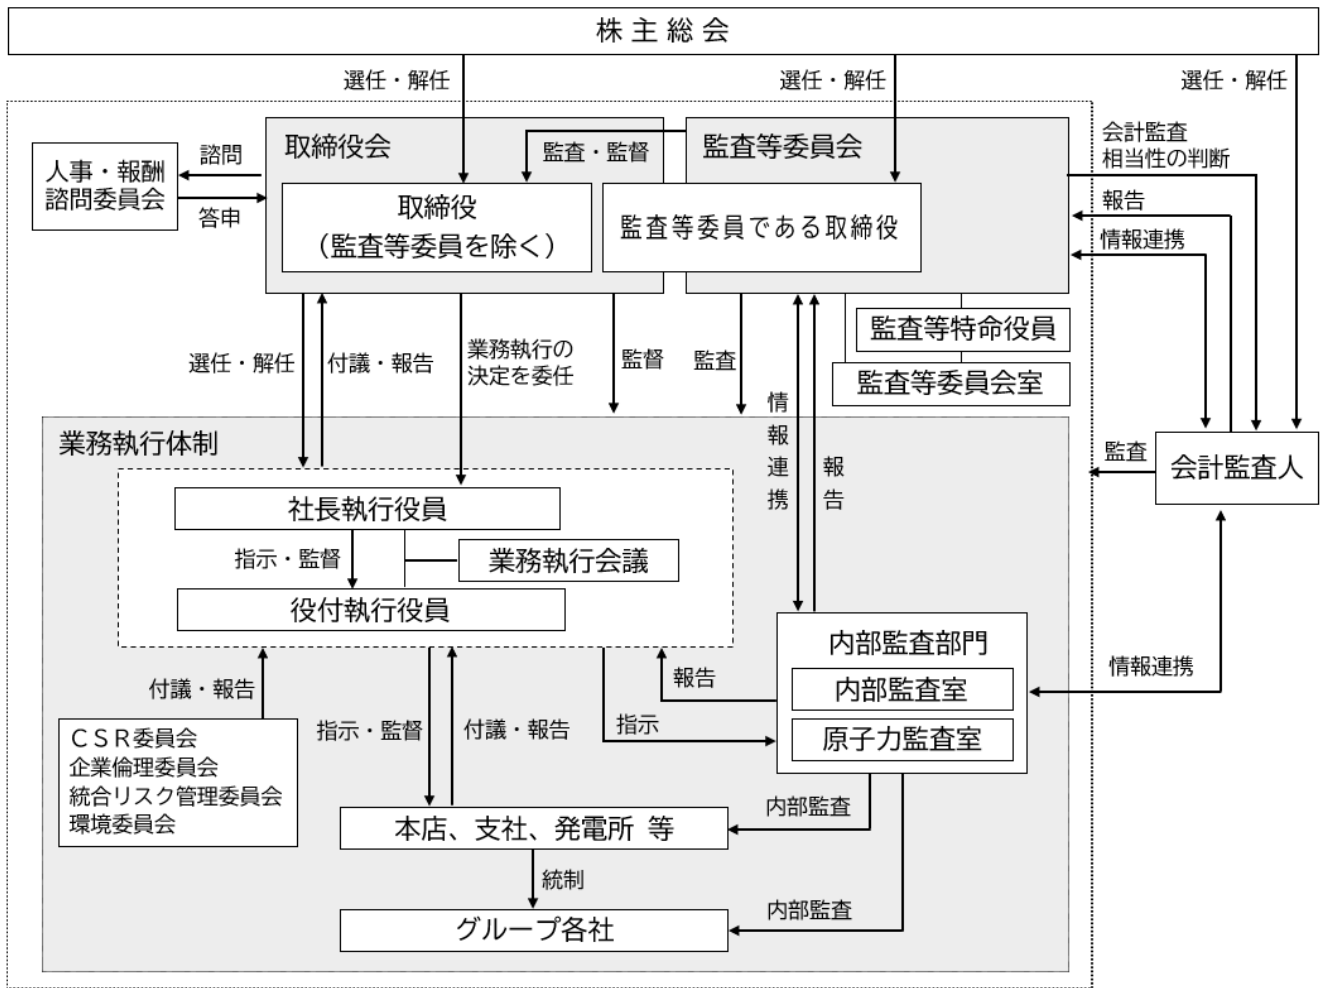 株主総会
選任・解任
選任・解任
選任・解任
取締役会
監査・監督
監査等委員会
会計監査
相当性の判断
人事・報酬
諮問委員会
諮問
答申
取締役
（監査等委員を除く）
監査等委員である取締役
報告
情報連携
監査等特命役員
監査等委員会室
選任・解任
付議・報告
業務執行の
決定を委任
監督
監査
情報連携
報告
業務執行体制
監査
会計監査人
社長執行役員
指示・監督
業務執行会議
役付執行役員
内部監査部門
内部監査室
原子力監査室
情報連携
付議・報告
報告
指示・監督
付議・報告
指示
ＣＳＲ委員会
企業倫理委員会
統合リスク管理委員会
環境委員会
内部監査
本店、支社、発電所 等
統制
内部監査
グループ各社